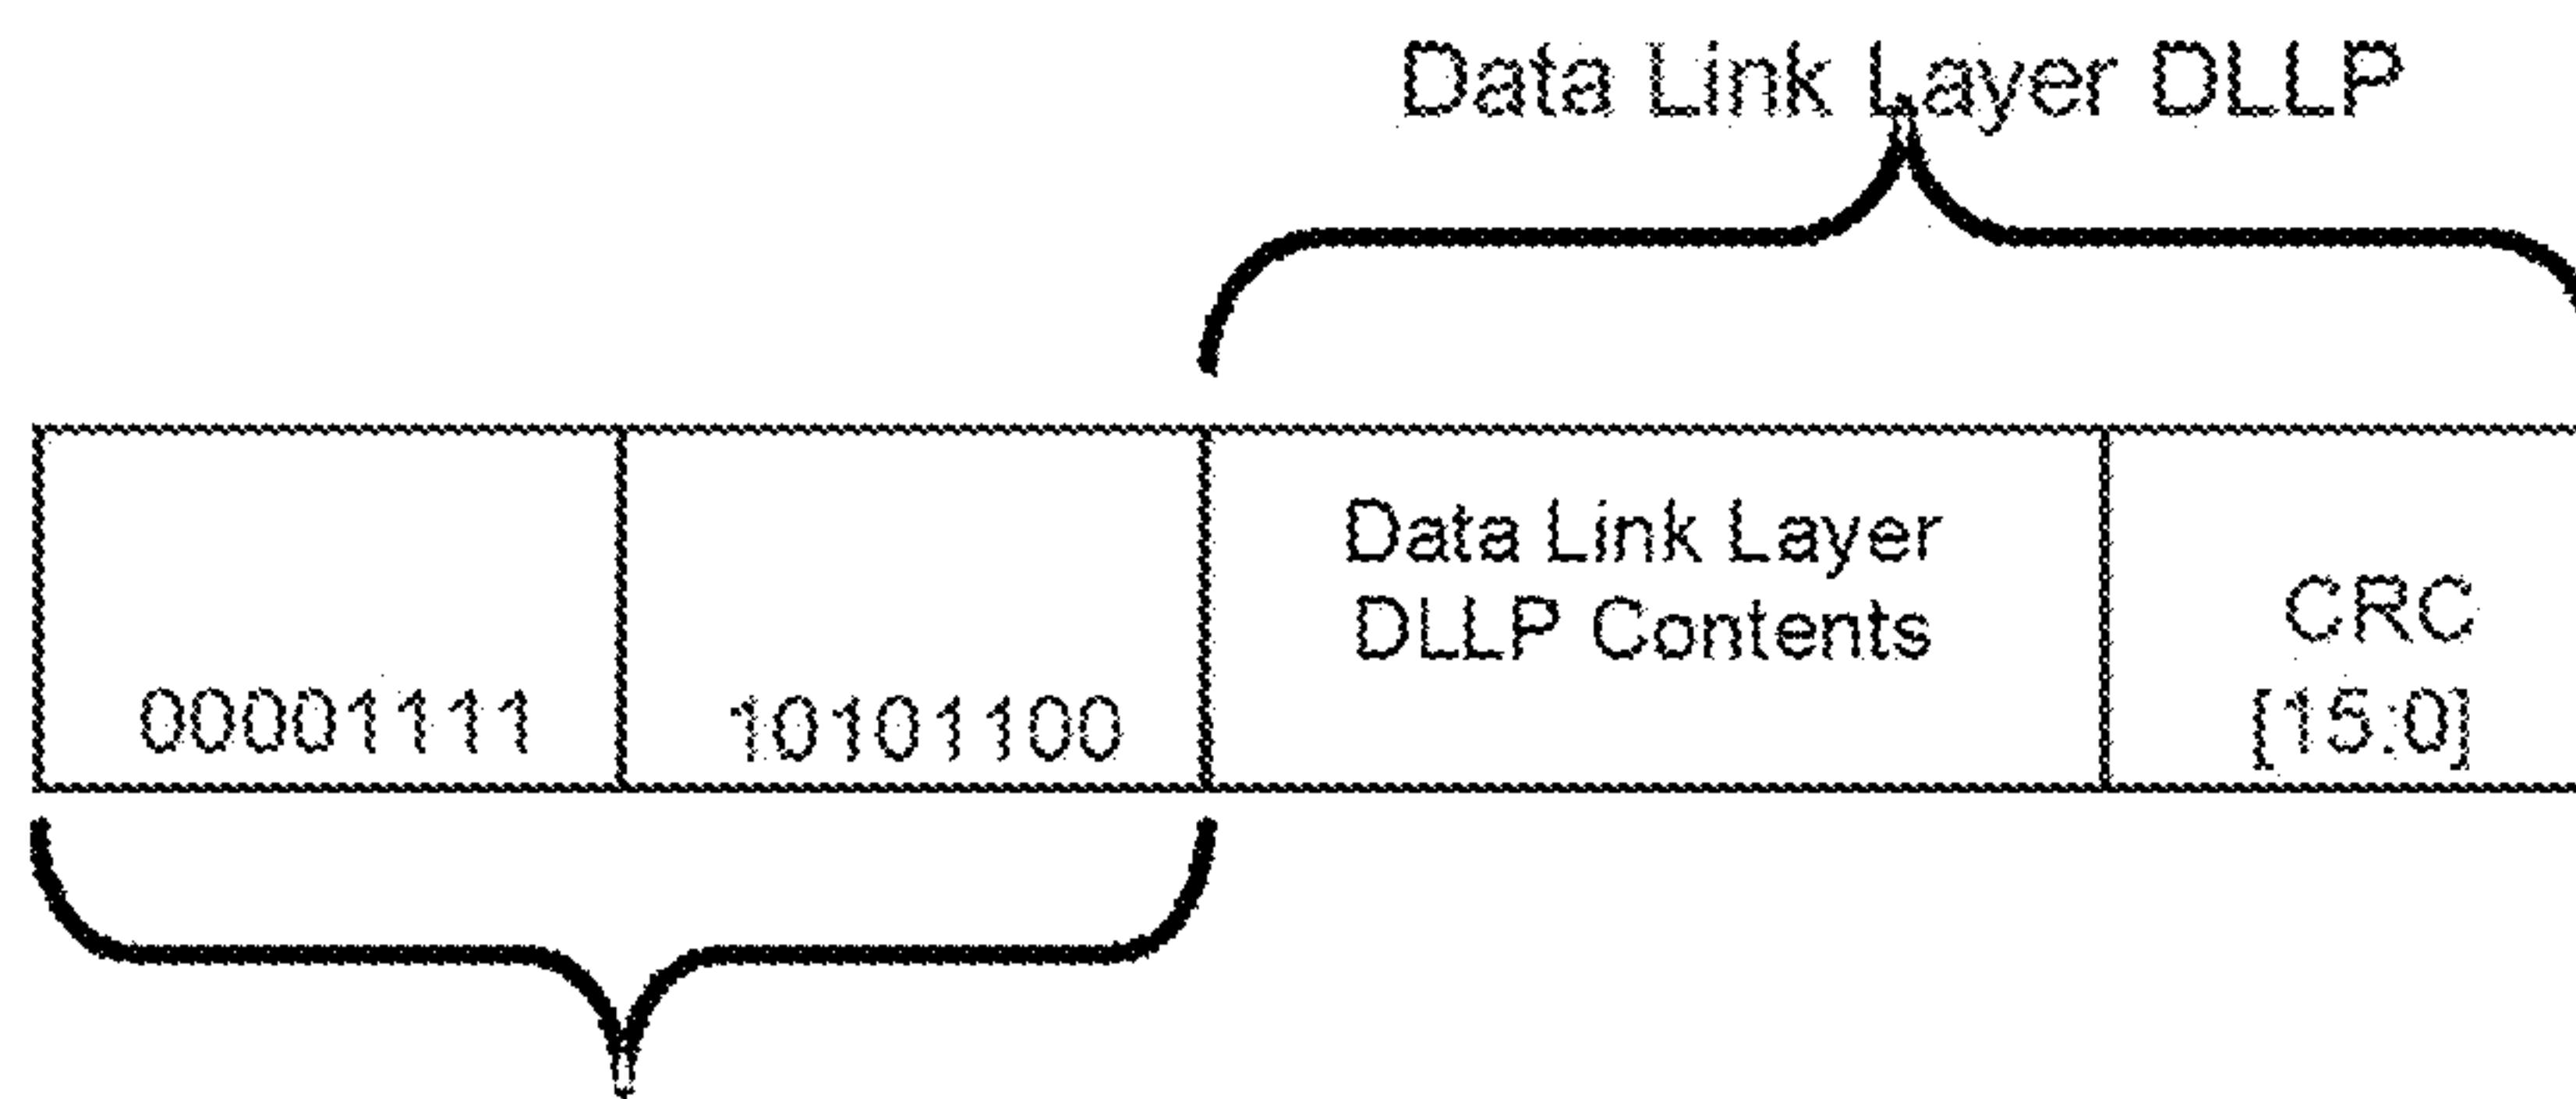 Data Link Layer DLLP
00001111
10101100
Data Link Layer
DLLP Contents
CRC
[15:0]